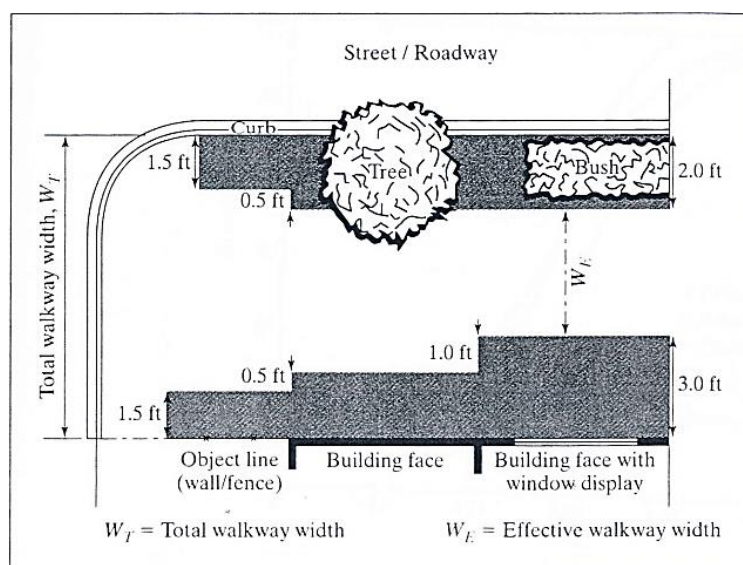 Street / Roadway
Curb
1.5 ft
Tree
Bush
2.0 ft
0.5 ft
Total walkway width, W_T
W_E
1.0 ft
0.5 ft
3.0 ft
1.5 ft
Object line
(wall/fence)
Building face
Building face with
window display
W_T = Total walkway width
W_E = Effective walkway width